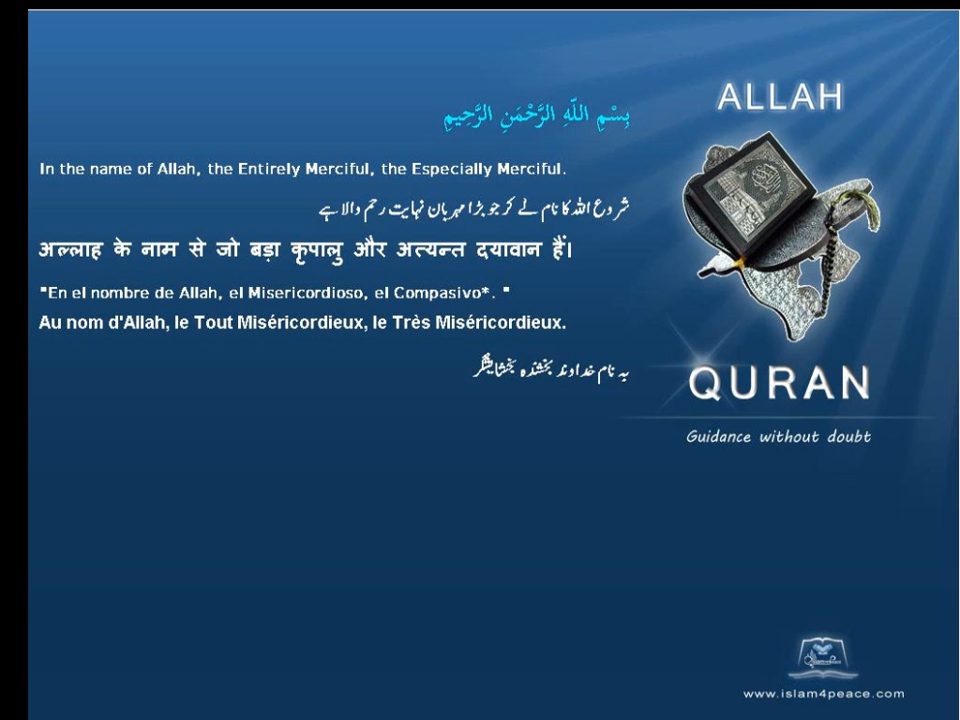 بِسْمِ اللَّهِ الرَّحْمَنِ الرَّحِيمِ
In the name of Allah, the Entirely Merciful, the Especially Merciful.
شروع الله کا نام لے کر جو بڑا مہربان نہایت رحم والا ہے
अल्लाह के नाम से जो बड़ा कृपालु और अत्यन्त दयावान हैं।
"En el nombre de Allah, el Misericordioso, el Compasivo*. "
Au nom d'Allah, le Tout Miséricordieux, le Très Miséricordieux.
به نام خداوند بخشنده بخشایشگر
ALLAH
QURAN
Guidance without doubt
www.islam4peace.com